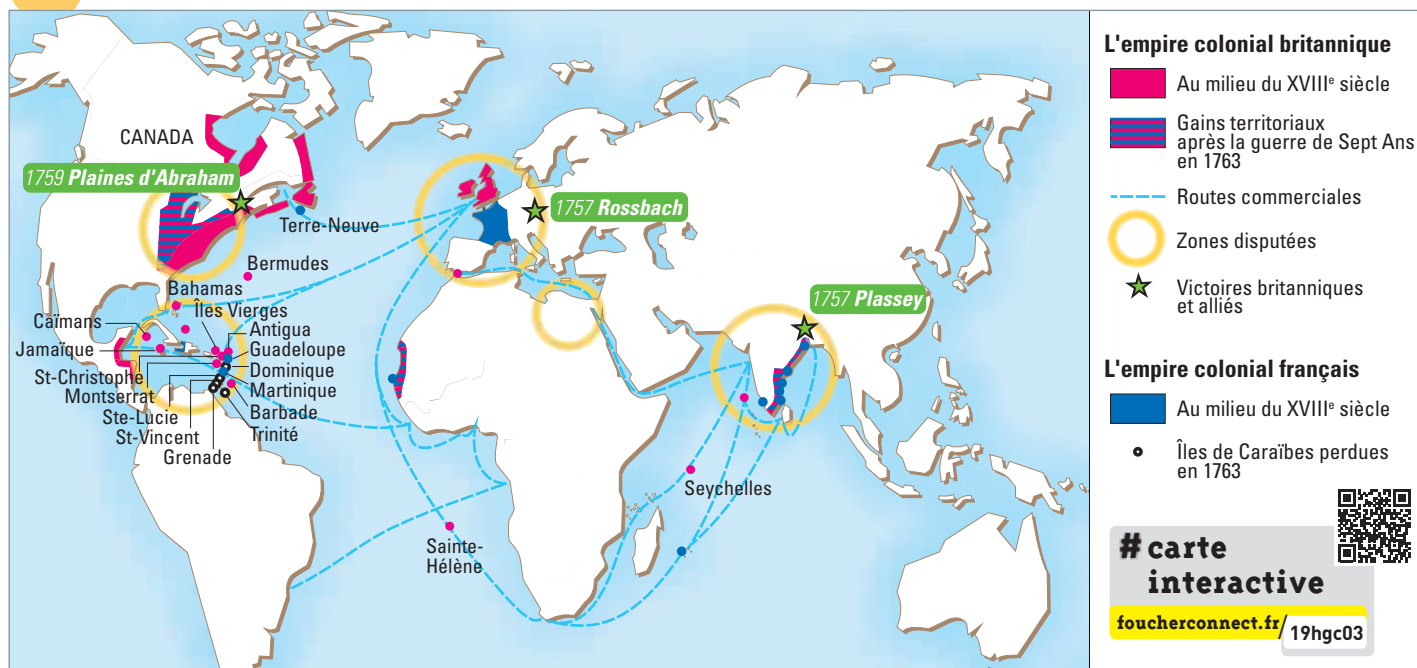 CANADA
1759 Plaines d'Abraham
Terre-Neuve
1757 Rossbach
Bermudes
Bahamas
Îles Vierges
Caïmans
Antigua
Jamaïque
Guadeloupe
Dominique
St-Christophe
Martinique
Montserrat
Barbade
Ste-Lucie
Trinité
St-Vincent
Grenade
1757 Plassey
Seychelles
Sainte-
Hélène
L'empire colonial britannique
Au milieu du XVIIIe siècle
Gains territoriaux
après la guerre de Sept Ans
en 1763
Routes commerciales
Zones disputées
Victoires britanniques
et alliés
L'empire colonial français
Au milieu du XVIIIe siècle
Îles de Caraïbes perdues
en 1763
# carte
interactive
foucherconnect.fr/19hgc03